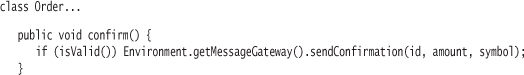 class Order...
public void confirm() {
if (isValid()) Environment.getMessageGateway().sendConfirmation(id, amount, symbol);
}